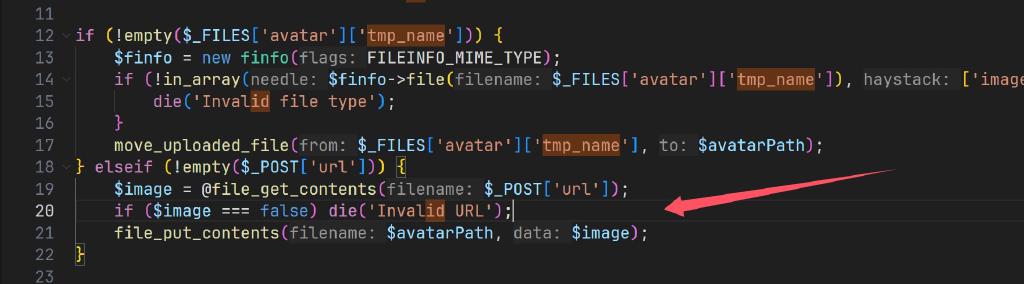 11
12 if (!empty($_FILES['avatar']['tmp_name'])) {
13 $finfo = new finfo(flags: FILEINFO_MIME_TYPE);
14 if (!in_array(needle: $finfo->file(filename: $_FILES['avatar']['tmp_name']), haystack: ['image
15 die('Invalid file type');
16 }
17 move_uploaded_file(from: $_FILES['avatar']['tmp_name'], to: $avatarPath);
18 } elseif (!empty($_POST['url'])) {
19 $image = @file_get_contents(filename: $_POST['url']);
20 if ($image === false) die('Invalid URL');
21 file_put_contents(filename: $avatarPath, data: $image);
22 }
23